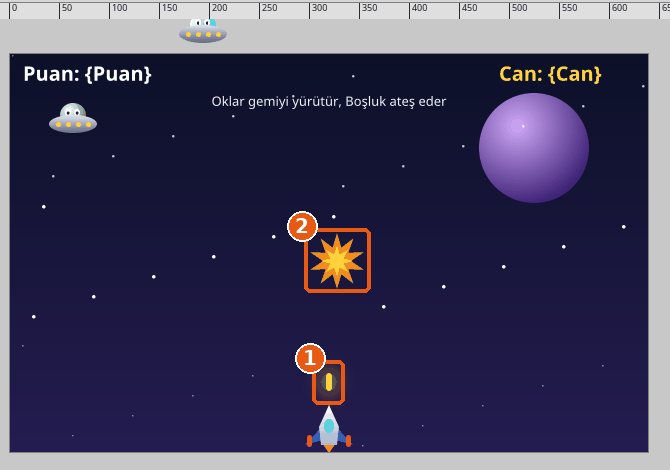 0 50 100 150 200 250 300 350 400 450 500 550 600
Puan: {Puan}
Can: {Can}
Oklar gemiyi yürütür, Boşluk ateş eder
2
1